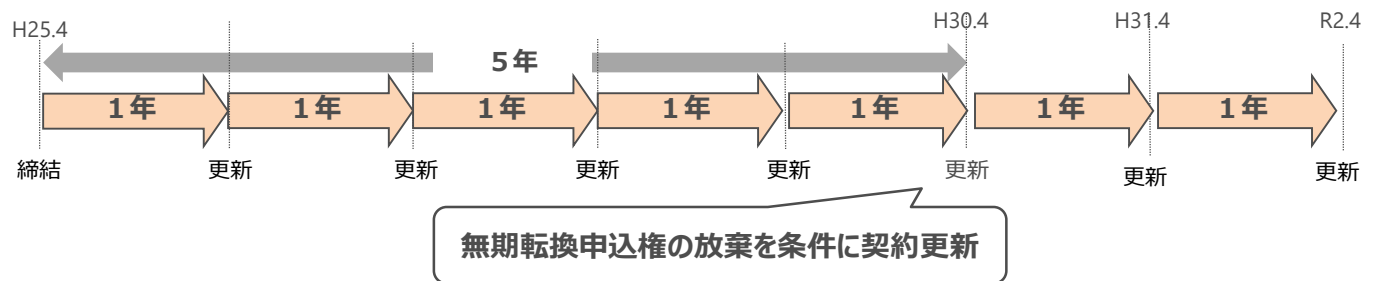 H25.4
H30.4
H31.4
R2.4
5年
1年
1年
1年
1年
1年
1年
1年
締結
更新
更新
更新
更新
更新
更新
更新
無期転換申込権の放棄を条件に契約更新